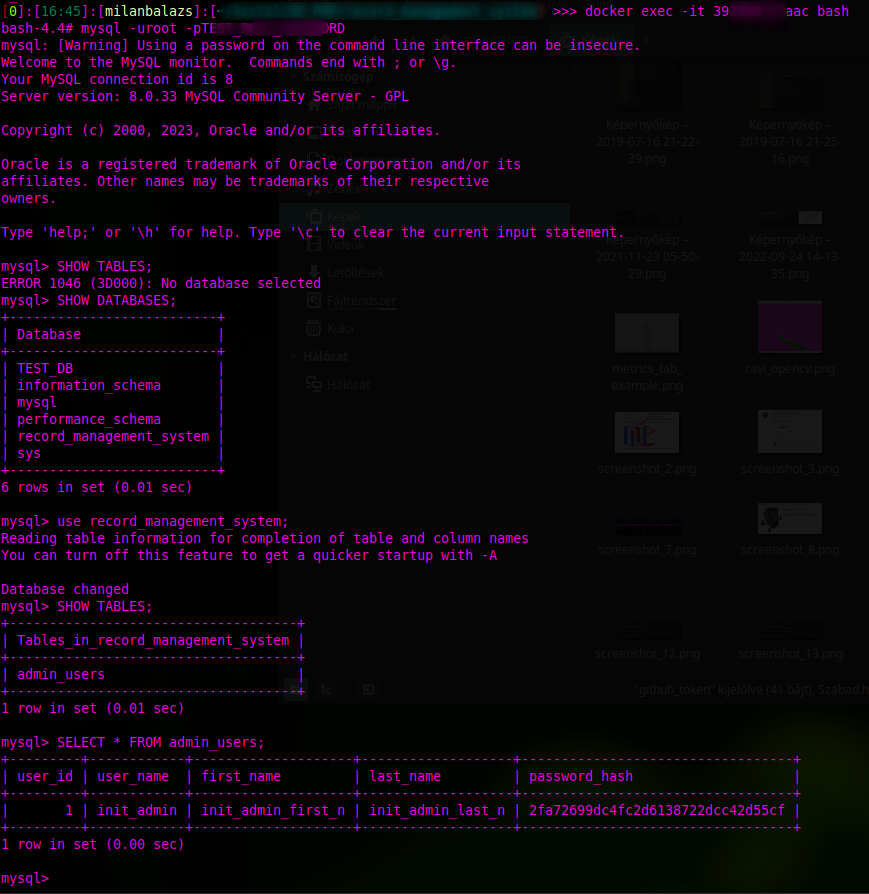 [0]:[16:45]:[milanbalazs]:[~ >>> docker exec -it 39 aac bash
bash-4.4# mysql -uroot -pTEST ORD
mysql: [Warning] Using a password on the command line interface can be insecure.
Welcome to the MySQL monitor.  Commands end with ; or \g.
Your MySQL connection id is 8
Server version: 8.0.33 MySQL Community Server - GPL
Copyright (c) 2000, 2023, Oracle and/or its affiliates.
Oracle is a registered trademark of Oracle Corporation and/or its
affiliates. Other names may be trademarks of their respective
owners.
Type 'help;' or '\h' for help. Type '\c' to clear the current input statement.
mysql> SHOW TABLES;
ERROR 1046 (3D000): No database selected
mysql> SHOW DATABASES;
+--------------------------+
| Database                 |
+--------------------------+
| TEST_DB                  |
| information_schema       |
| mysql                    |
| performance_schema       |
| record_management_system |
| sys                      |
+--------------------------+
6 rows in set (0.01 sec)
mysql> use record_management_system;
Reading table information for completion of table and column names
You can turn off this feature to get a quicker startup with -A
Database changed
mysql> SHOW TABLES;
+------------------------------------+
| Tables_in_record_management_system |
+------------------------------------+
| admin_users                        |
+------------------------------------+
1 row in set (0.01 sec)
mysql> SELECT * FROM admin_users;
+---------+------------+--------------------+-------------------+----------------------------------+
| user_id | user_name  | first_name         | last_name         | password_hash                    |
+---------+------------+--------------------+-------------------+----------------------------------+
|       1 | init_admin | init_admin_first_n | init_admin_last_n | 2fa72699dc4fc2d6138722dcc42d55cf |
+---------+------------+--------------------+-------------------+----------------------------------+
1 row in set (0.00 sec)
mysql>
Számítógép
Képek
Videók
Letöltések
Fájlrendszer
Kuka
Hálózat
Hálózat
Képernyőkép –
2019-07-16 21-22-
39.png
Képernyőkép –
2019-07-16 21-25-
16.png
Képernyőkép –
2021-11-23 05-50-
29.png
Képernyőkép –
2022-09-24 14-13-
35.png
metrics_tab_
example.png
ravi_opencv.png
screenshot_2.png
screenshot_3.png
screenshot_7.png
screenshot_8.png
screenshot_12.png
screenshot_13.png
"github_token" kijelölve (41 bájt), Szabad h